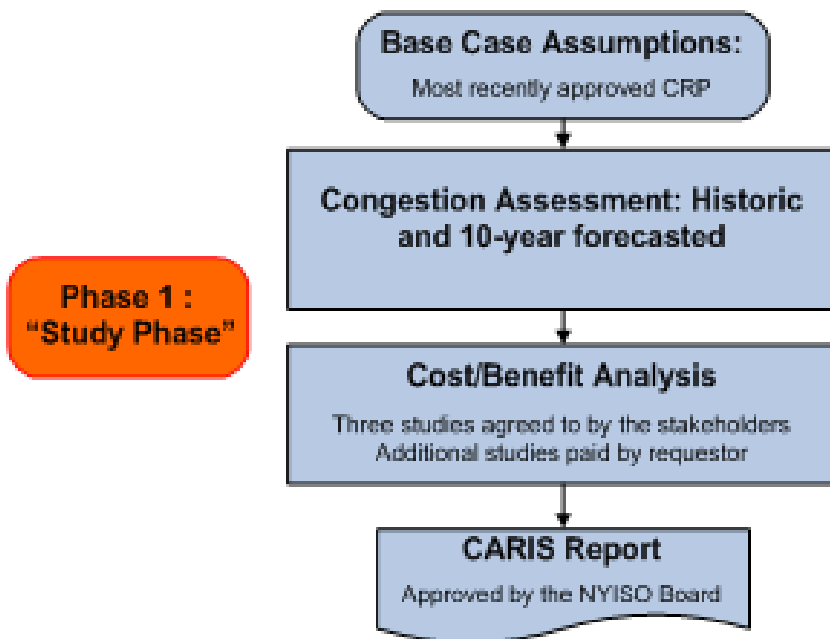 Base Case Assumptions:
Most recently approved CRP
Congestion Assessment: Historic
and 10-year forecasted
Phase 1 :
“Study Phase”
Cost/Benefit Analysis
Three studies agreed to by the stakeholders
Additional studies paid by requestor
CARIS Report
Approved by the NYISO Board